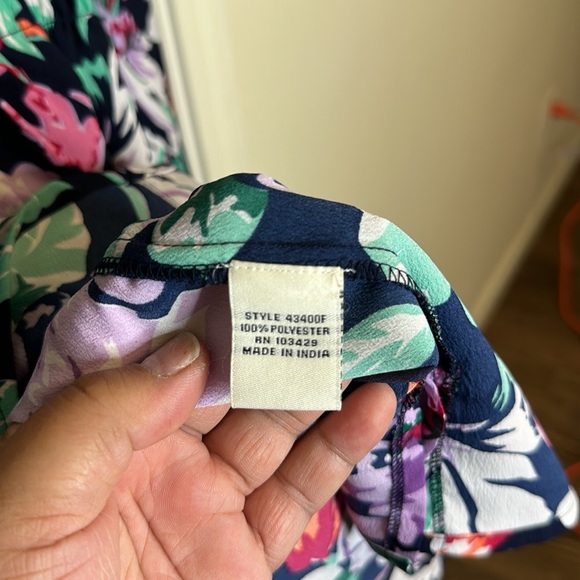 STYLE 43400F
100% POLYESTER
RN 103429
MADE IN INDIA